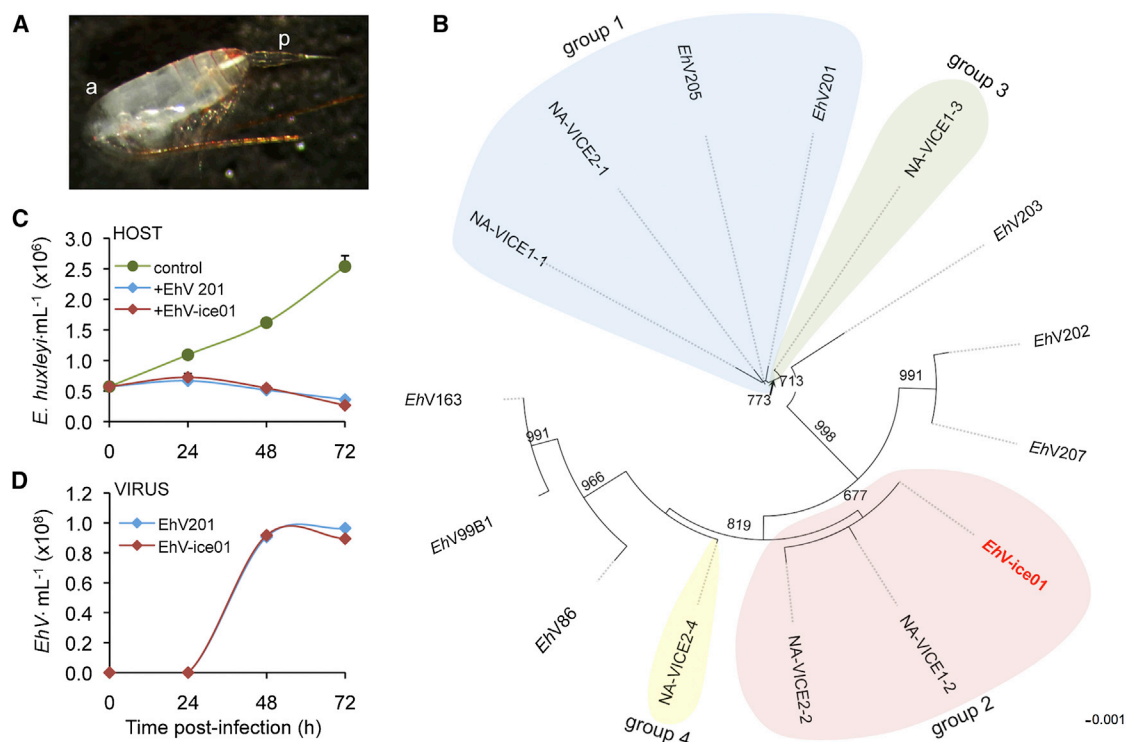 A
a
p
C
HOST
control
+EhV 201
+EhV-ice01
E. huxleyi·mL⁻¹ (x10⁶)
3.0
2.5
2.0
1.5
1.0
0.5
0.0
0 24 48 72
D
VIRUS
EhV201
EhV-ice01
EhV·mL⁻¹ (x10⁸)
1.2
1.0
0.8
0.6
0.4
0.2
0.0
0 24 48 72
Time post-infection (h)
B
group 1
NA-VICE1-1
NA-VICE2-1
EhV205
EhV201
group 3
NA-VICE1-3
EhV203
713
773
998
EhV202
991
EhV207
677
819
EhV-ice01
NA-VICE1-2
NA-VICE2-2
group 2
NA-VICE2-4
group 4
EhV163
991
966
EhV99B1
EhV86
-0.001